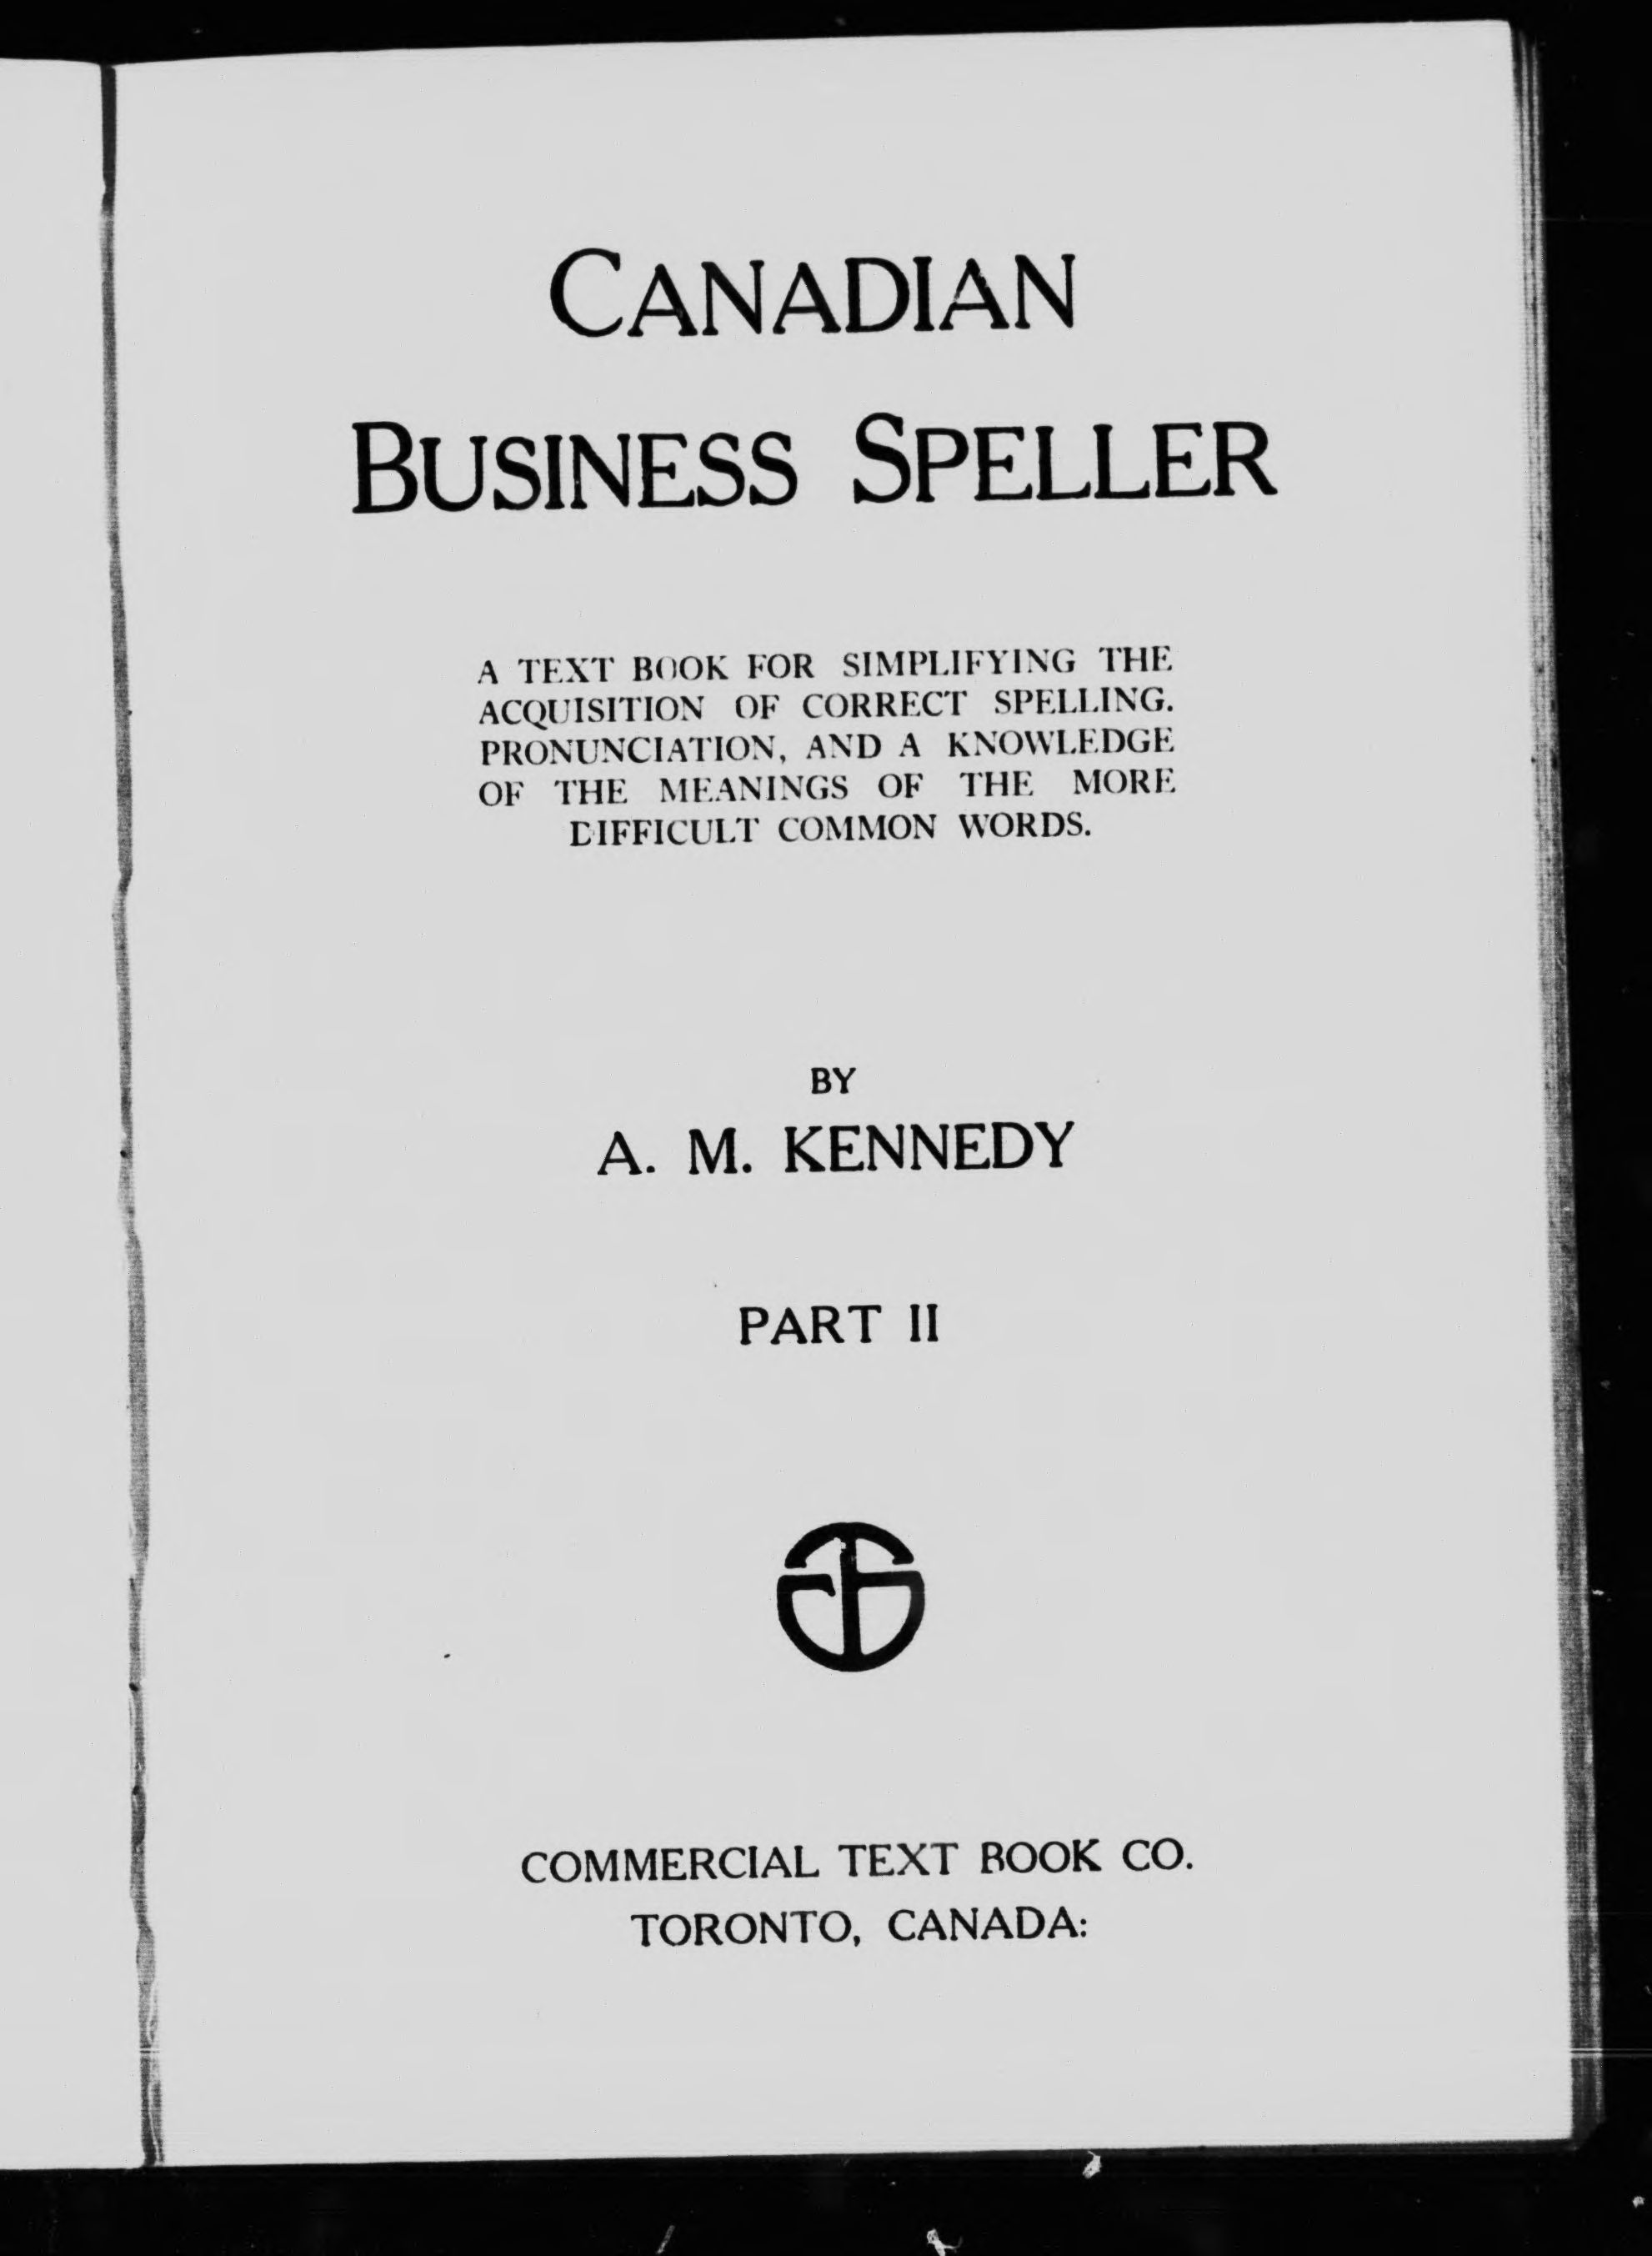 CANADIAN
BUSINESS SPELLER
A TEXT BOOK FOR SIMPLIFYING THE
ACQUISITION OF CORRECT SPELLING.
PRONUNCIATION, AND A KNOWLEDGE
OF THE MEANINGS OF THE MORE
DIFFICULT COMMON WORDS.
BY
A. M. KENNEDY
PART II
COMMERCIAL TEXT BOOK CO.
TORONTO, CANADA: